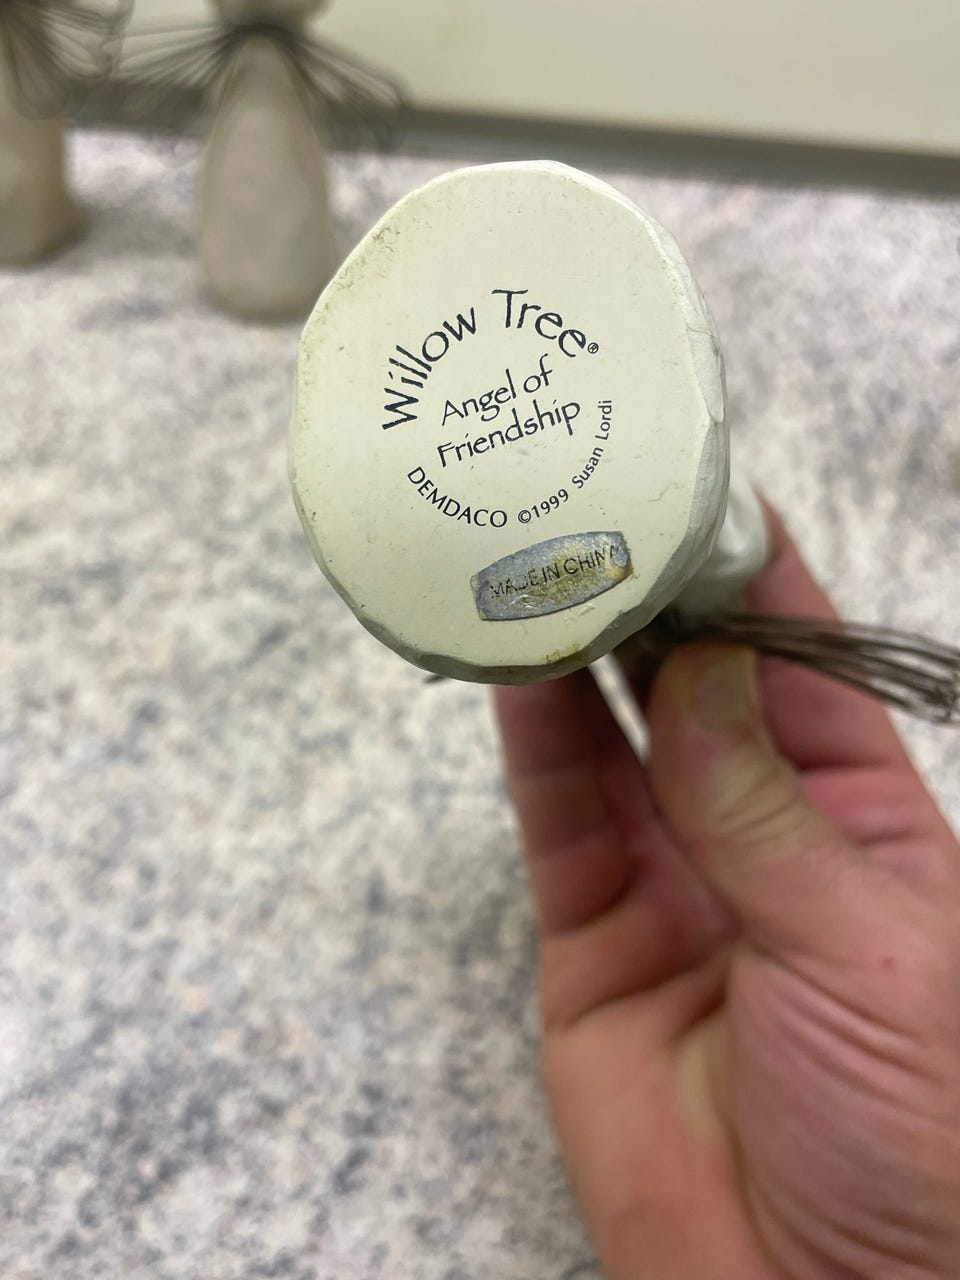 Willow Tree®
Angel of
Friendship
DEMDACO ©1999 Susan Lordi
MADE IN CHINA